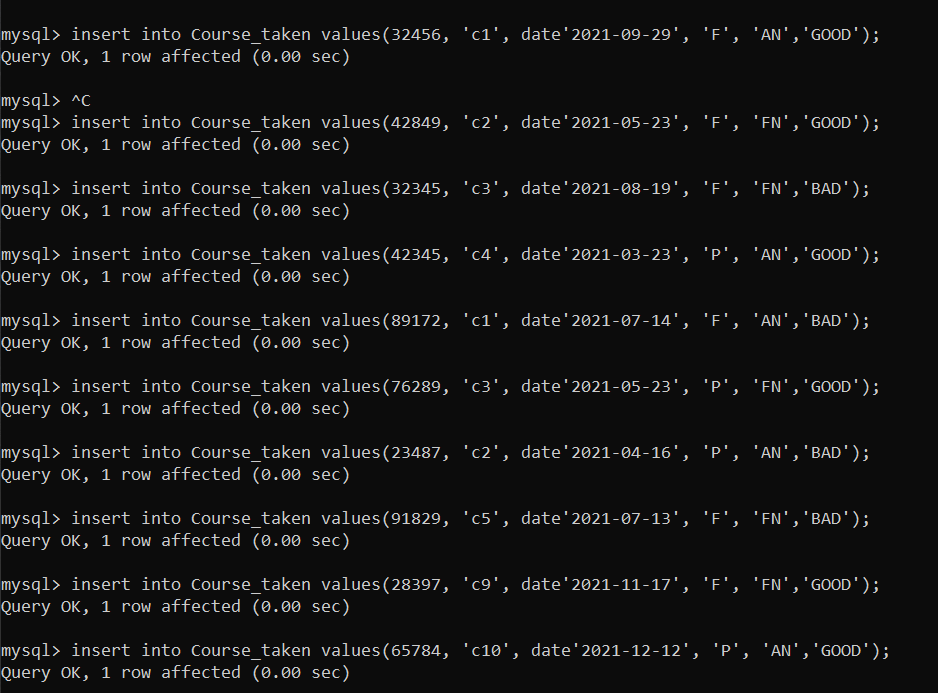 mysql> insert into Course_taken values(32456, 'c1', date'2021-09-29', 'F', 'AN','GOOD');
Query OK, 1 row affected (0.00 sec)
mysql> ^C
mysql> insert into Course_taken values(42849, 'c2', date'2021-05-23', 'F', 'FN','GOOD');
Query OK, 1 row affected (0.00 sec)
mysql> insert into Course_taken values(32345, 'c3', date'2021-08-19', 'F', 'FN','BAD');
Query OK, 1 row affected (0.00 sec)
mysql> insert into Course_taken values(42345, 'c4', date'2021-03-23', 'P', 'AN','GOOD');
Query OK, 1 row affected (0.00 sec)
mysql> insert into Course_taken values(89172, 'c1', date'2021-07-14', 'F', 'AN','BAD');
Query OK, 1 row affected (0.00 sec)
mysql> insert into Course_taken values(76289, 'c3', date'2021-05-23', 'P', 'FN','GOOD');
Query OK, 1 row affected (0.00 sec)
mysql> insert into Course_taken values(23487, 'c2', date'2021-04-16', 'P', 'AN','BAD');
Query OK, 1 row affected (0.00 sec)
mysql> insert into Course_taken values(91829, 'c5', date'2021-07-13', 'F', 'FN','BAD');
Query OK, 1 row affected (0.00 sec)
mysql> insert into Course_taken values(28397, 'c9', date'2021-11-17', 'F', 'FN','GOOD');
Query OK, 1 row affected (0.00 sec)
mysql> insert into Course_taken values(65784, 'c10', date'2021-12-12', 'P', 'AN','GOOD');
Query OK, 1 row affected (0.00 sec)